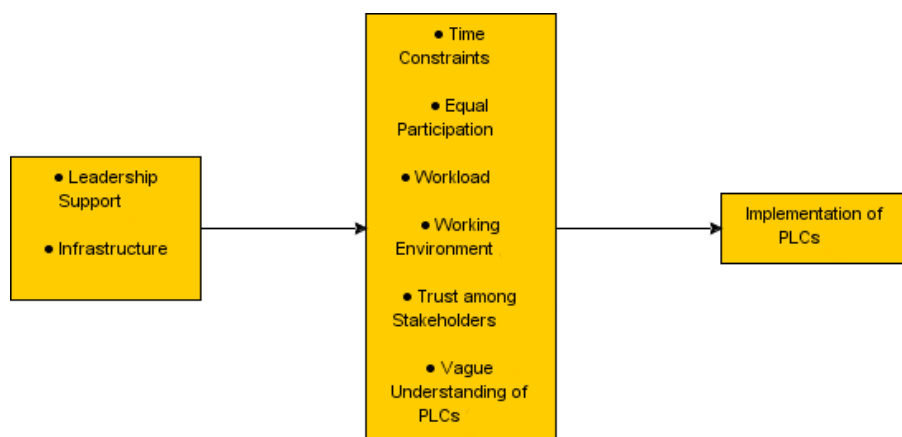 ● Leadership
Support
● Infrastructure
● Time
Constraints
● Equal
Participation
● Workload
● Working
Environment
● Trust among
Stakeholders
● Vague
Understanding of
PLCs
Implementation of
PLCs